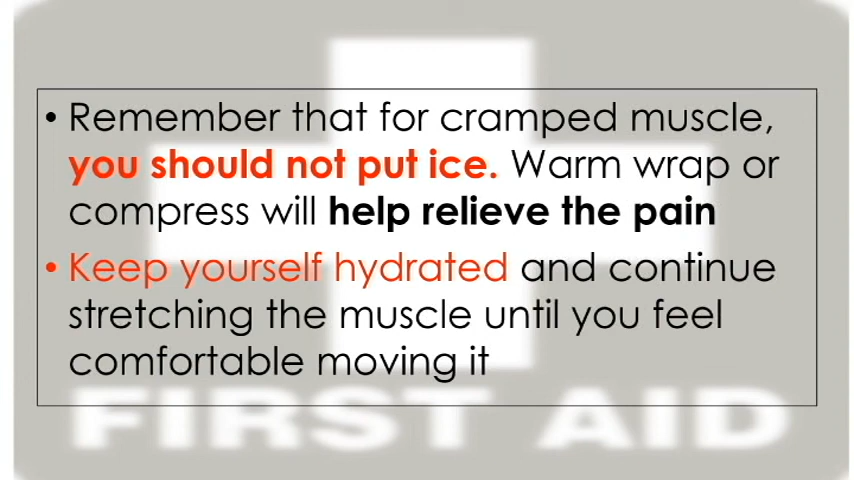 • Remember that for cramped muscle,
you should not put ice. Warm wrap or
compress will help relieve the pain
• Keep yourself hydrated and continue
stretching the muscle until you feel
comfortable moving it
FIRST AID